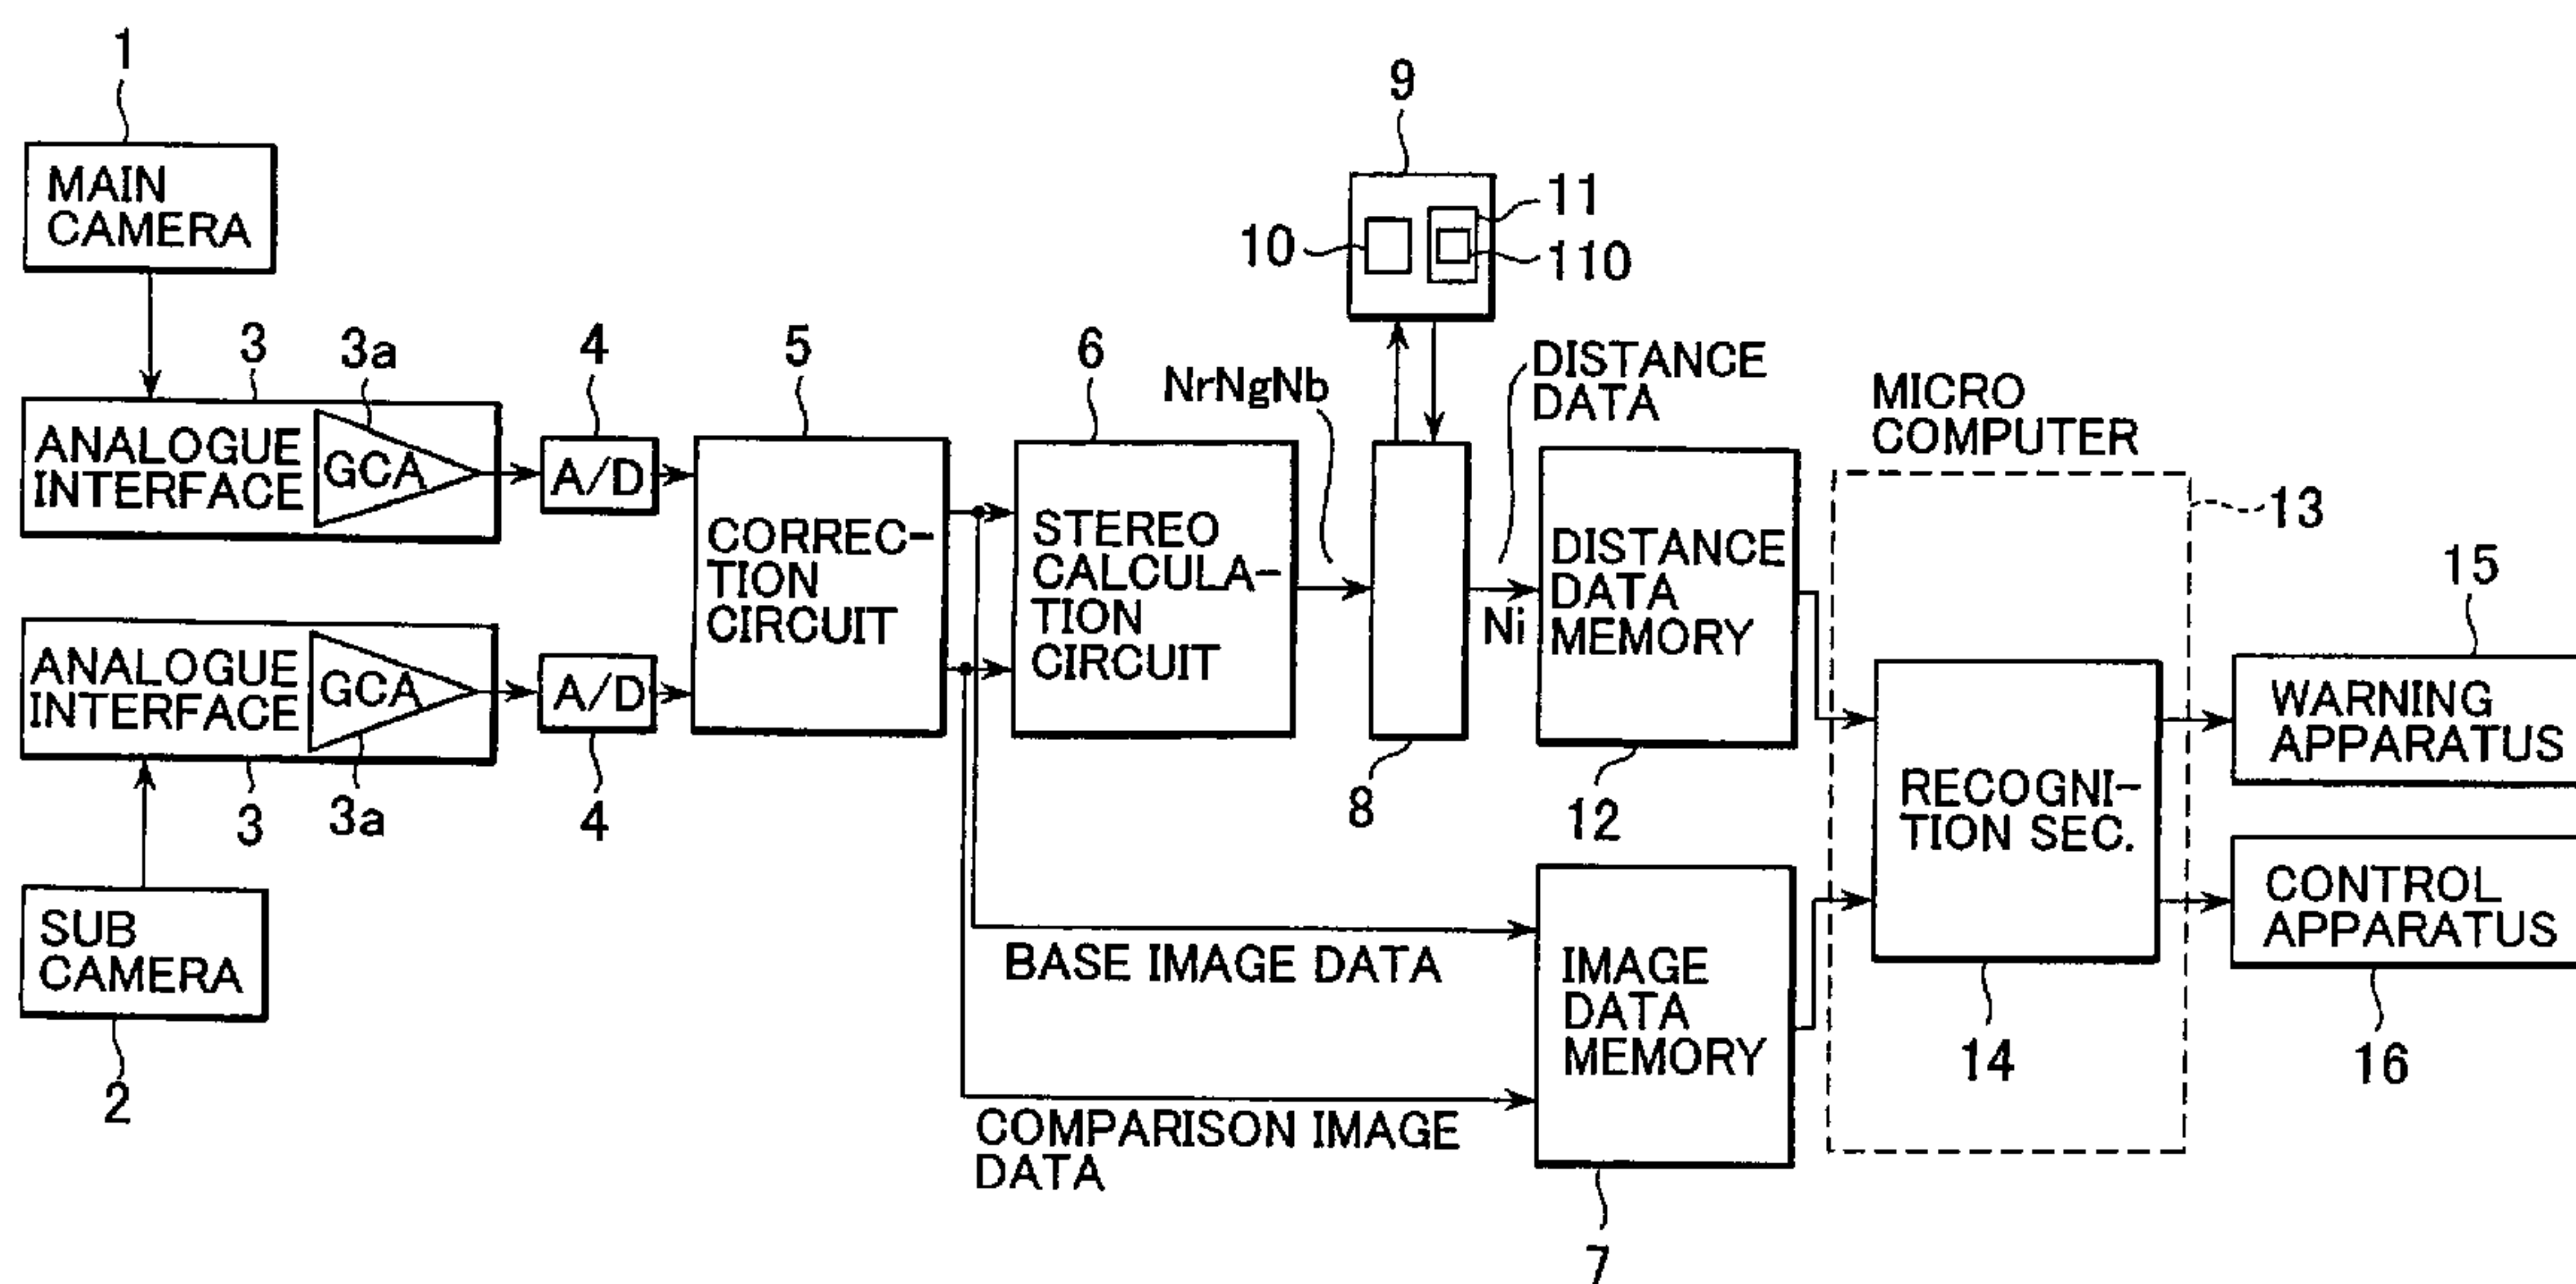 1
MAIN
CAMERA
3
3a
ANALOGUE
INTERFACE
GCA
4
A/D
5
CORREC-
TION
CIRCUIT
6
STEREO
CALCULA-
TION
CIRCUIT
NrNgNb
9
10
11
110
8
DISTANCE
DATA
Ni
DISTANCE
DATA
MEMORY
12
MICRO
COMPUTER
13
RECOGNI-
TION SEC.
14
15
WARNING
APPARATUS
CONTROL
APPARATUS
16
ANALOGUE
INTERFACE
GCA
3
3a
A/D
4
SUB
CAMERA
2
BASE IMAGE DATA
COMPARISON IMAGE
DATA
IMAGE
DATA
MEMORY
7